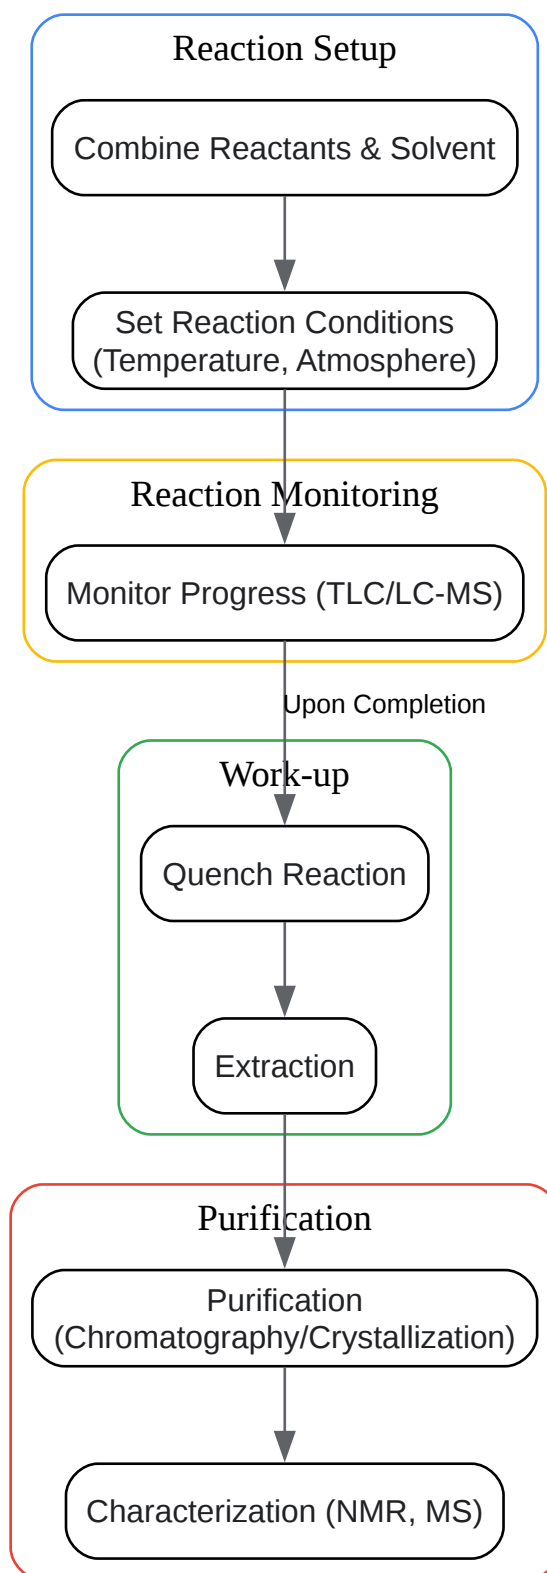 Reaction Setup
Combine Reactants & Solvent
Set Reaction Conditions
(Temperature, Atmosphere)
Reaction Monitoring
Monitor Progress (TLC/LC-MS)
Upon Completion
Work-up
Quench Reaction
Extraction
Purification
Purification
(Chromatography/Crystallization)
Characterization (NMR, MS)